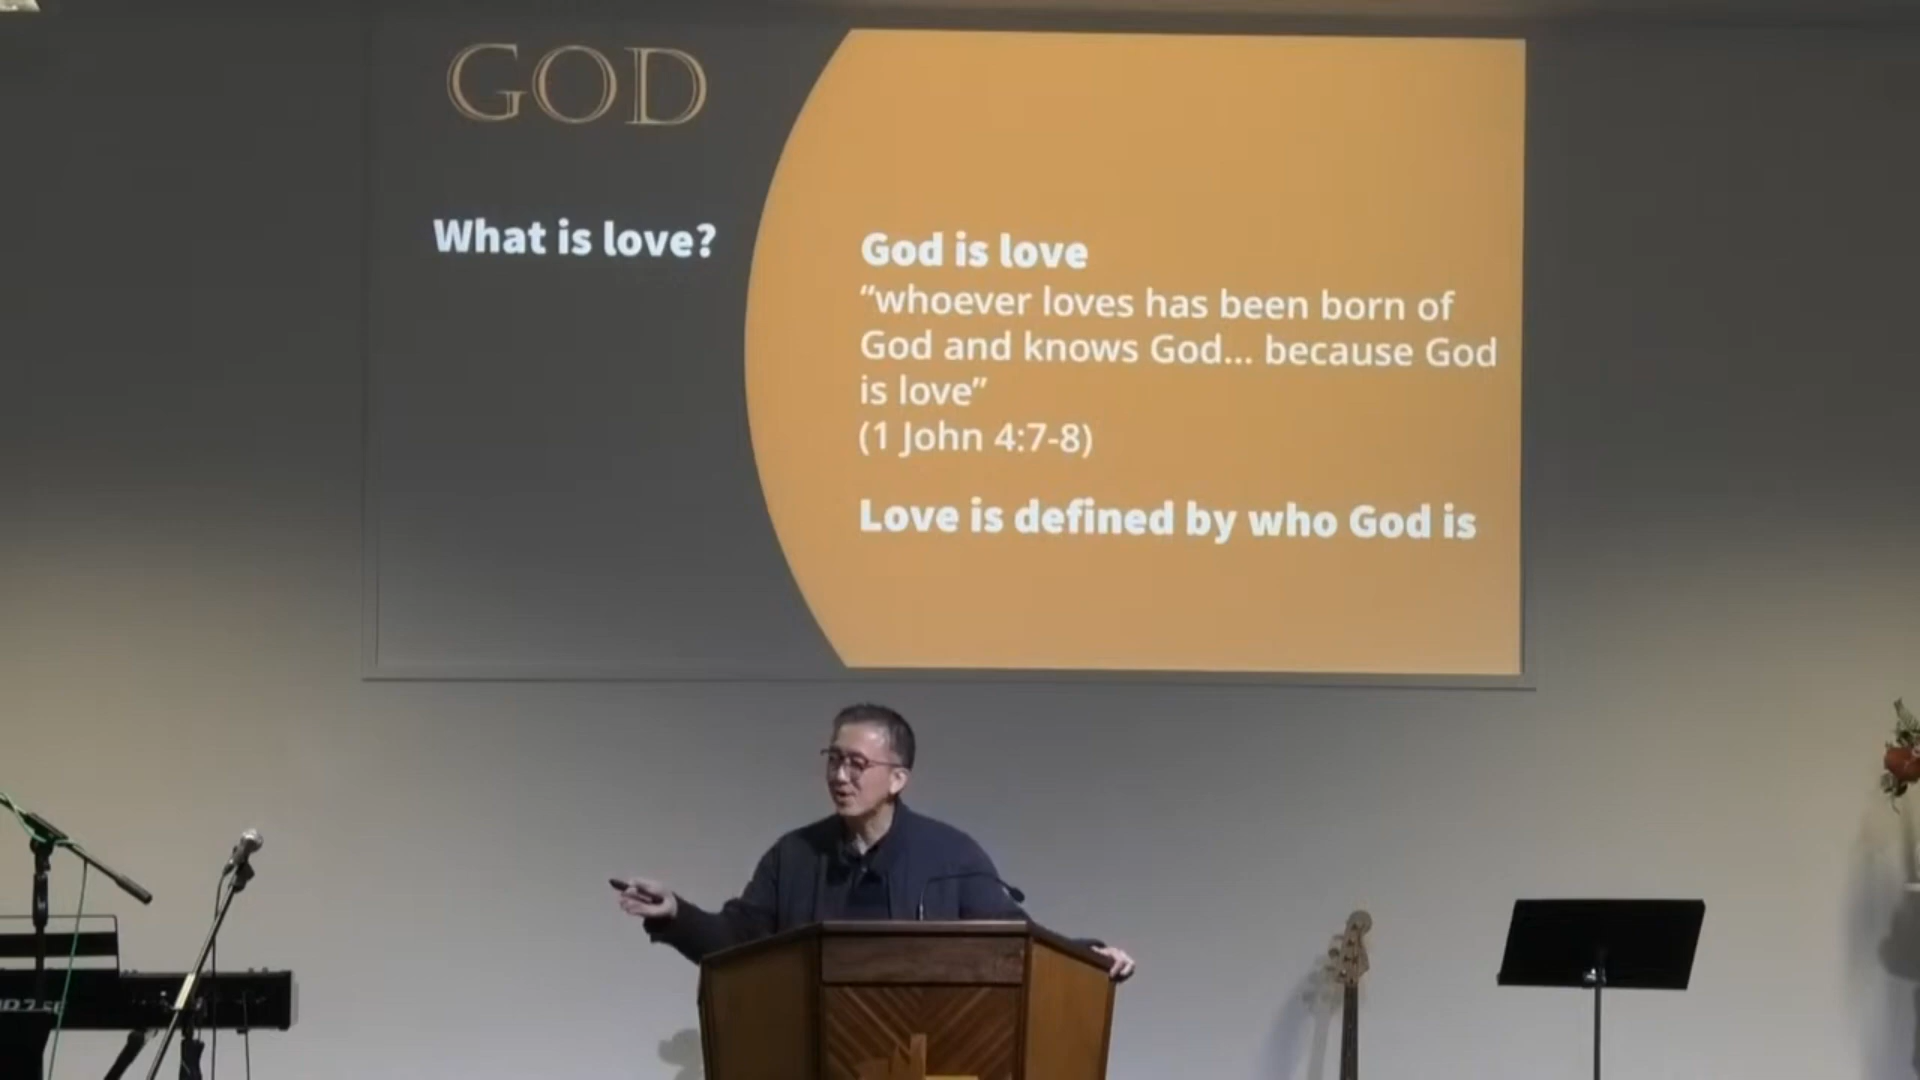 GOD
What is love?
God is love
“whoever loves has been born of
God and knows God... because God
is love”
(1 John 4:7-8)
Love is defined by who God is